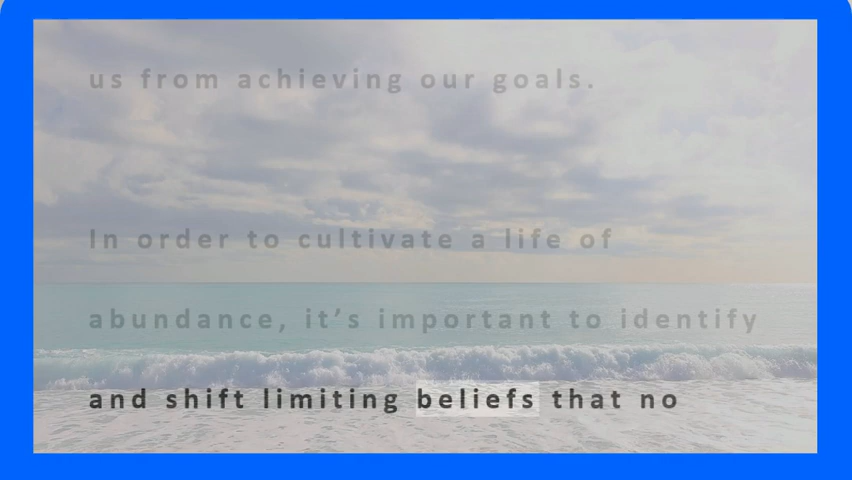 us from achieving our goals.
In order to cultivate a life of
abundance, it’s important to identify
and shift limiting beliefs that no